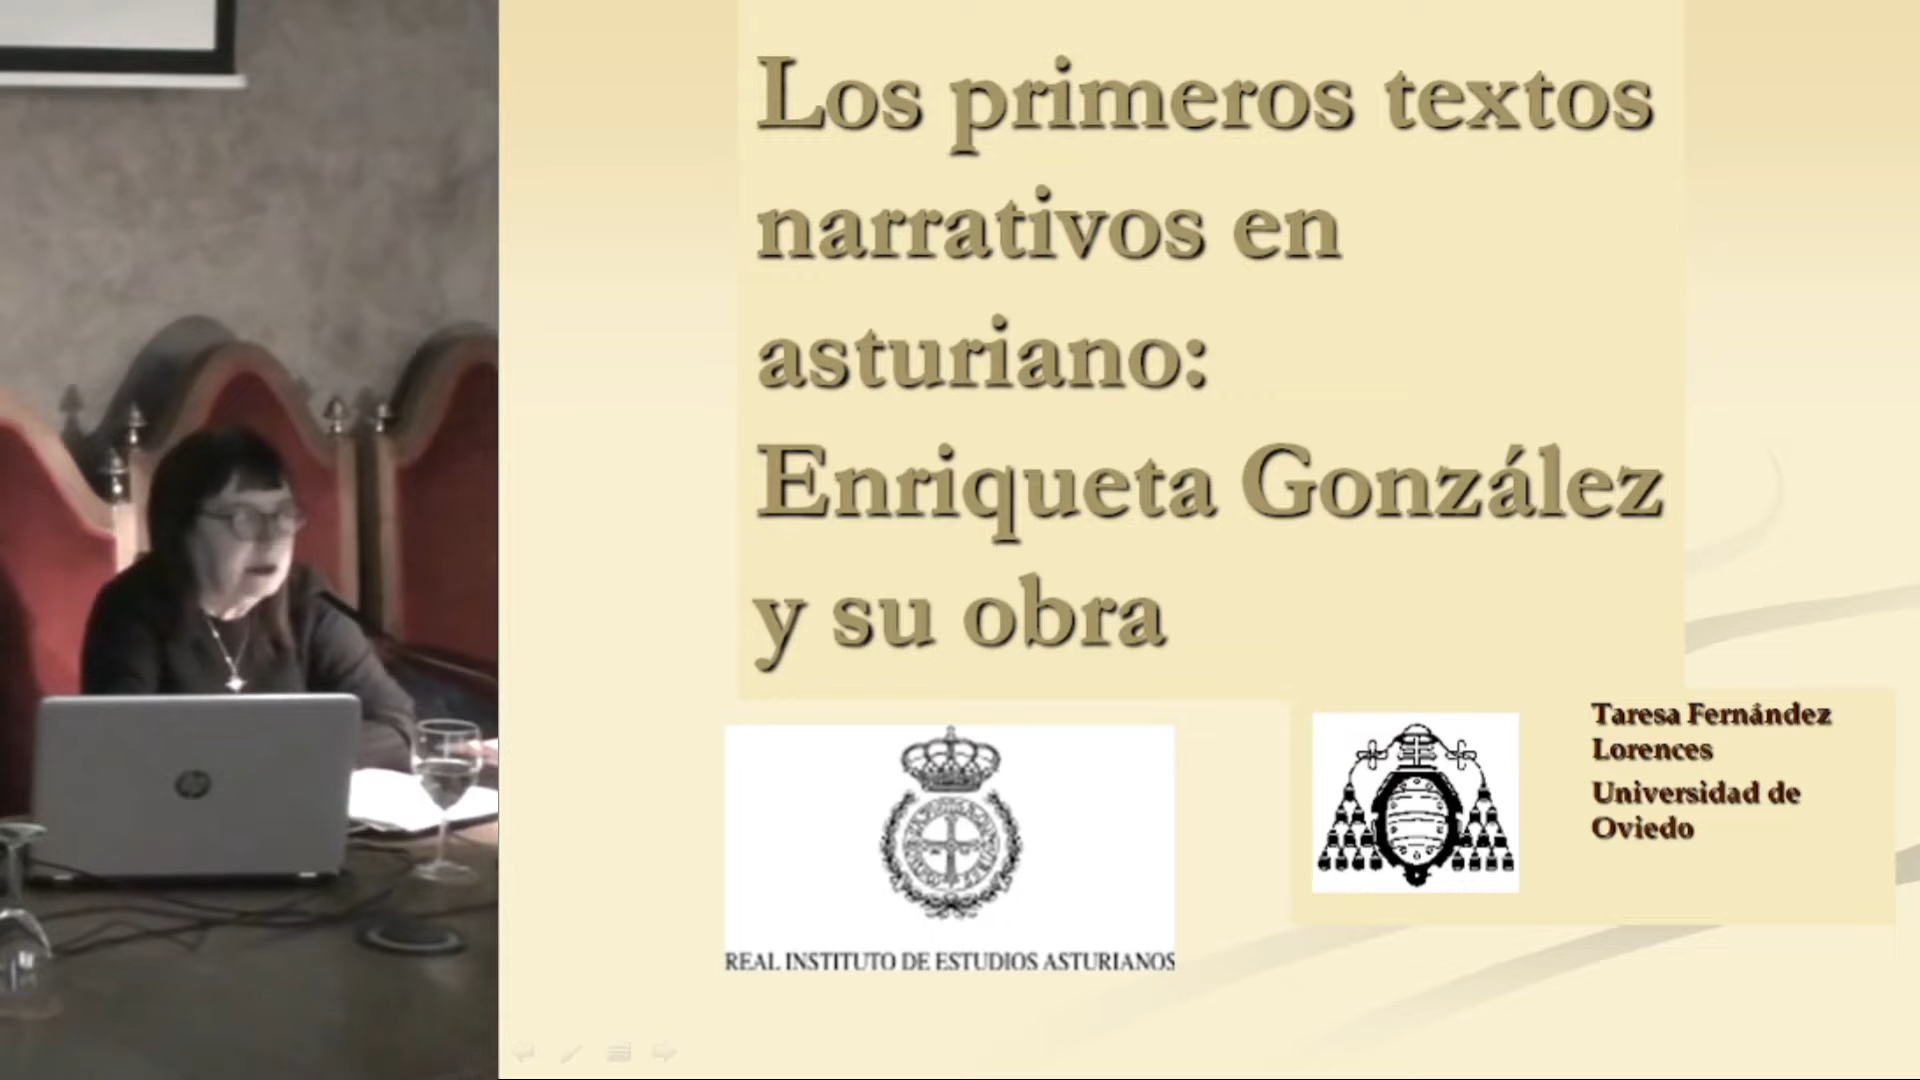 Los primeros textos
narrativos en
asturiano:
Enriqueta González
y su obra
REAL INSTITUTO DE ESTUDIOS ASTURIANOS
Taresa Fernández
Lorences
Universidad de
Oviedo
hp